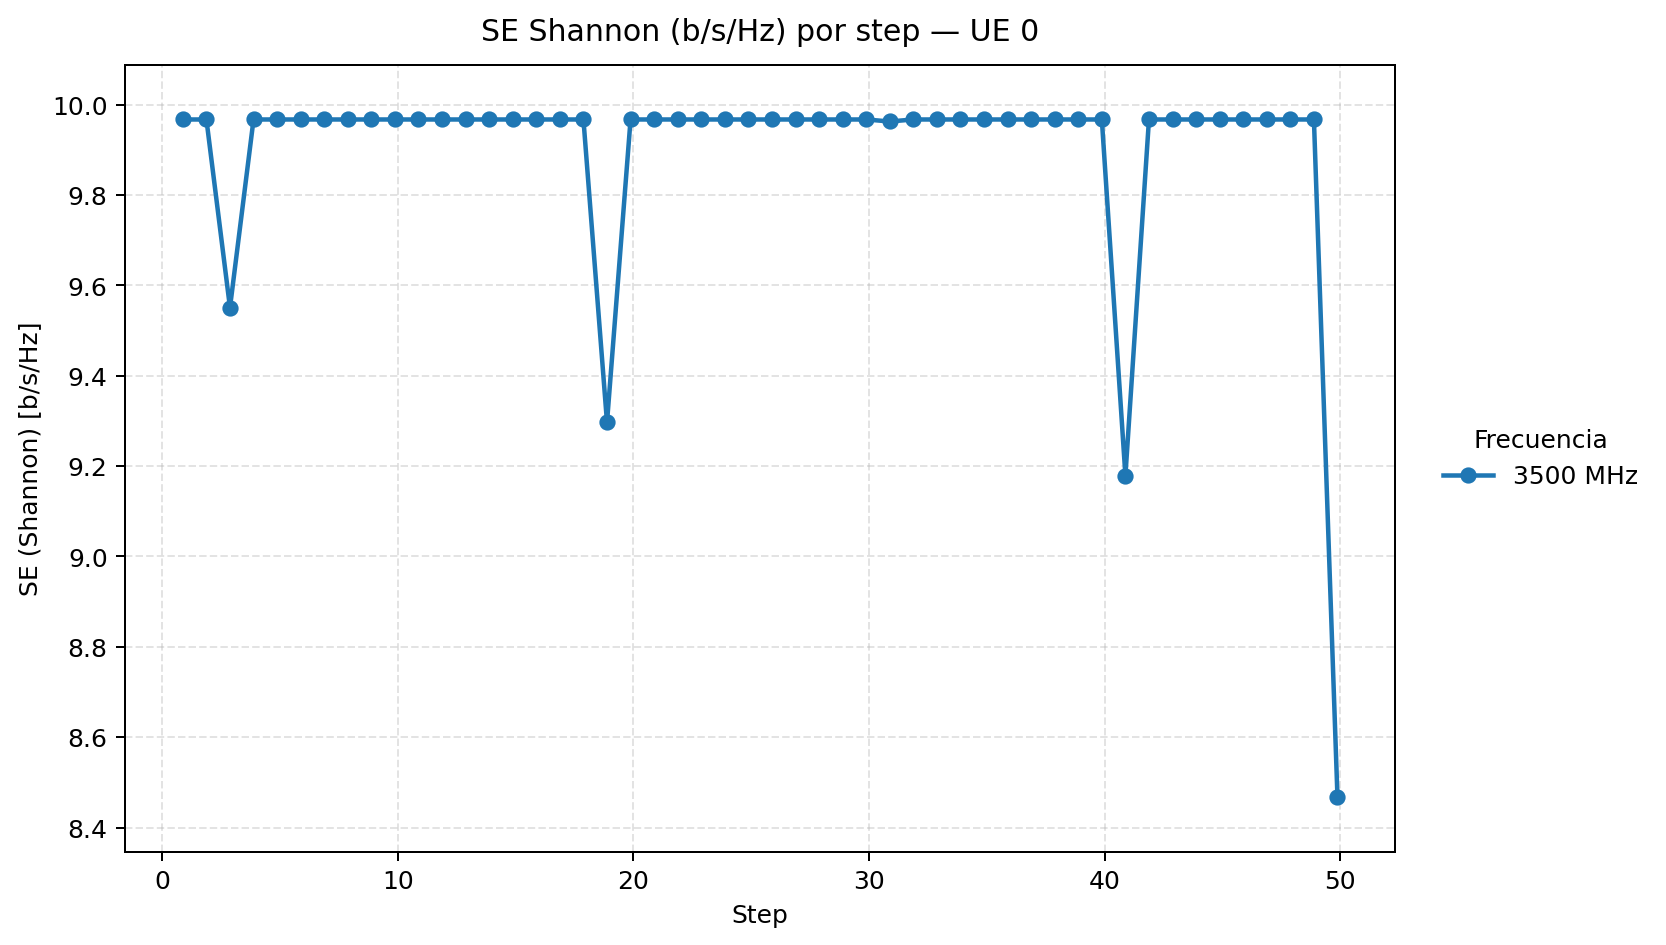 SE Shannon (b/s/Hz) por step — UE 0
SE (Shannon) [b/s/Hz]
10.0
9.8
9.6
9.4
9.2
9.0
8.8
8.6
8.4
0 10 20 30 40 50
Step
Frecuencia
3500 MHz